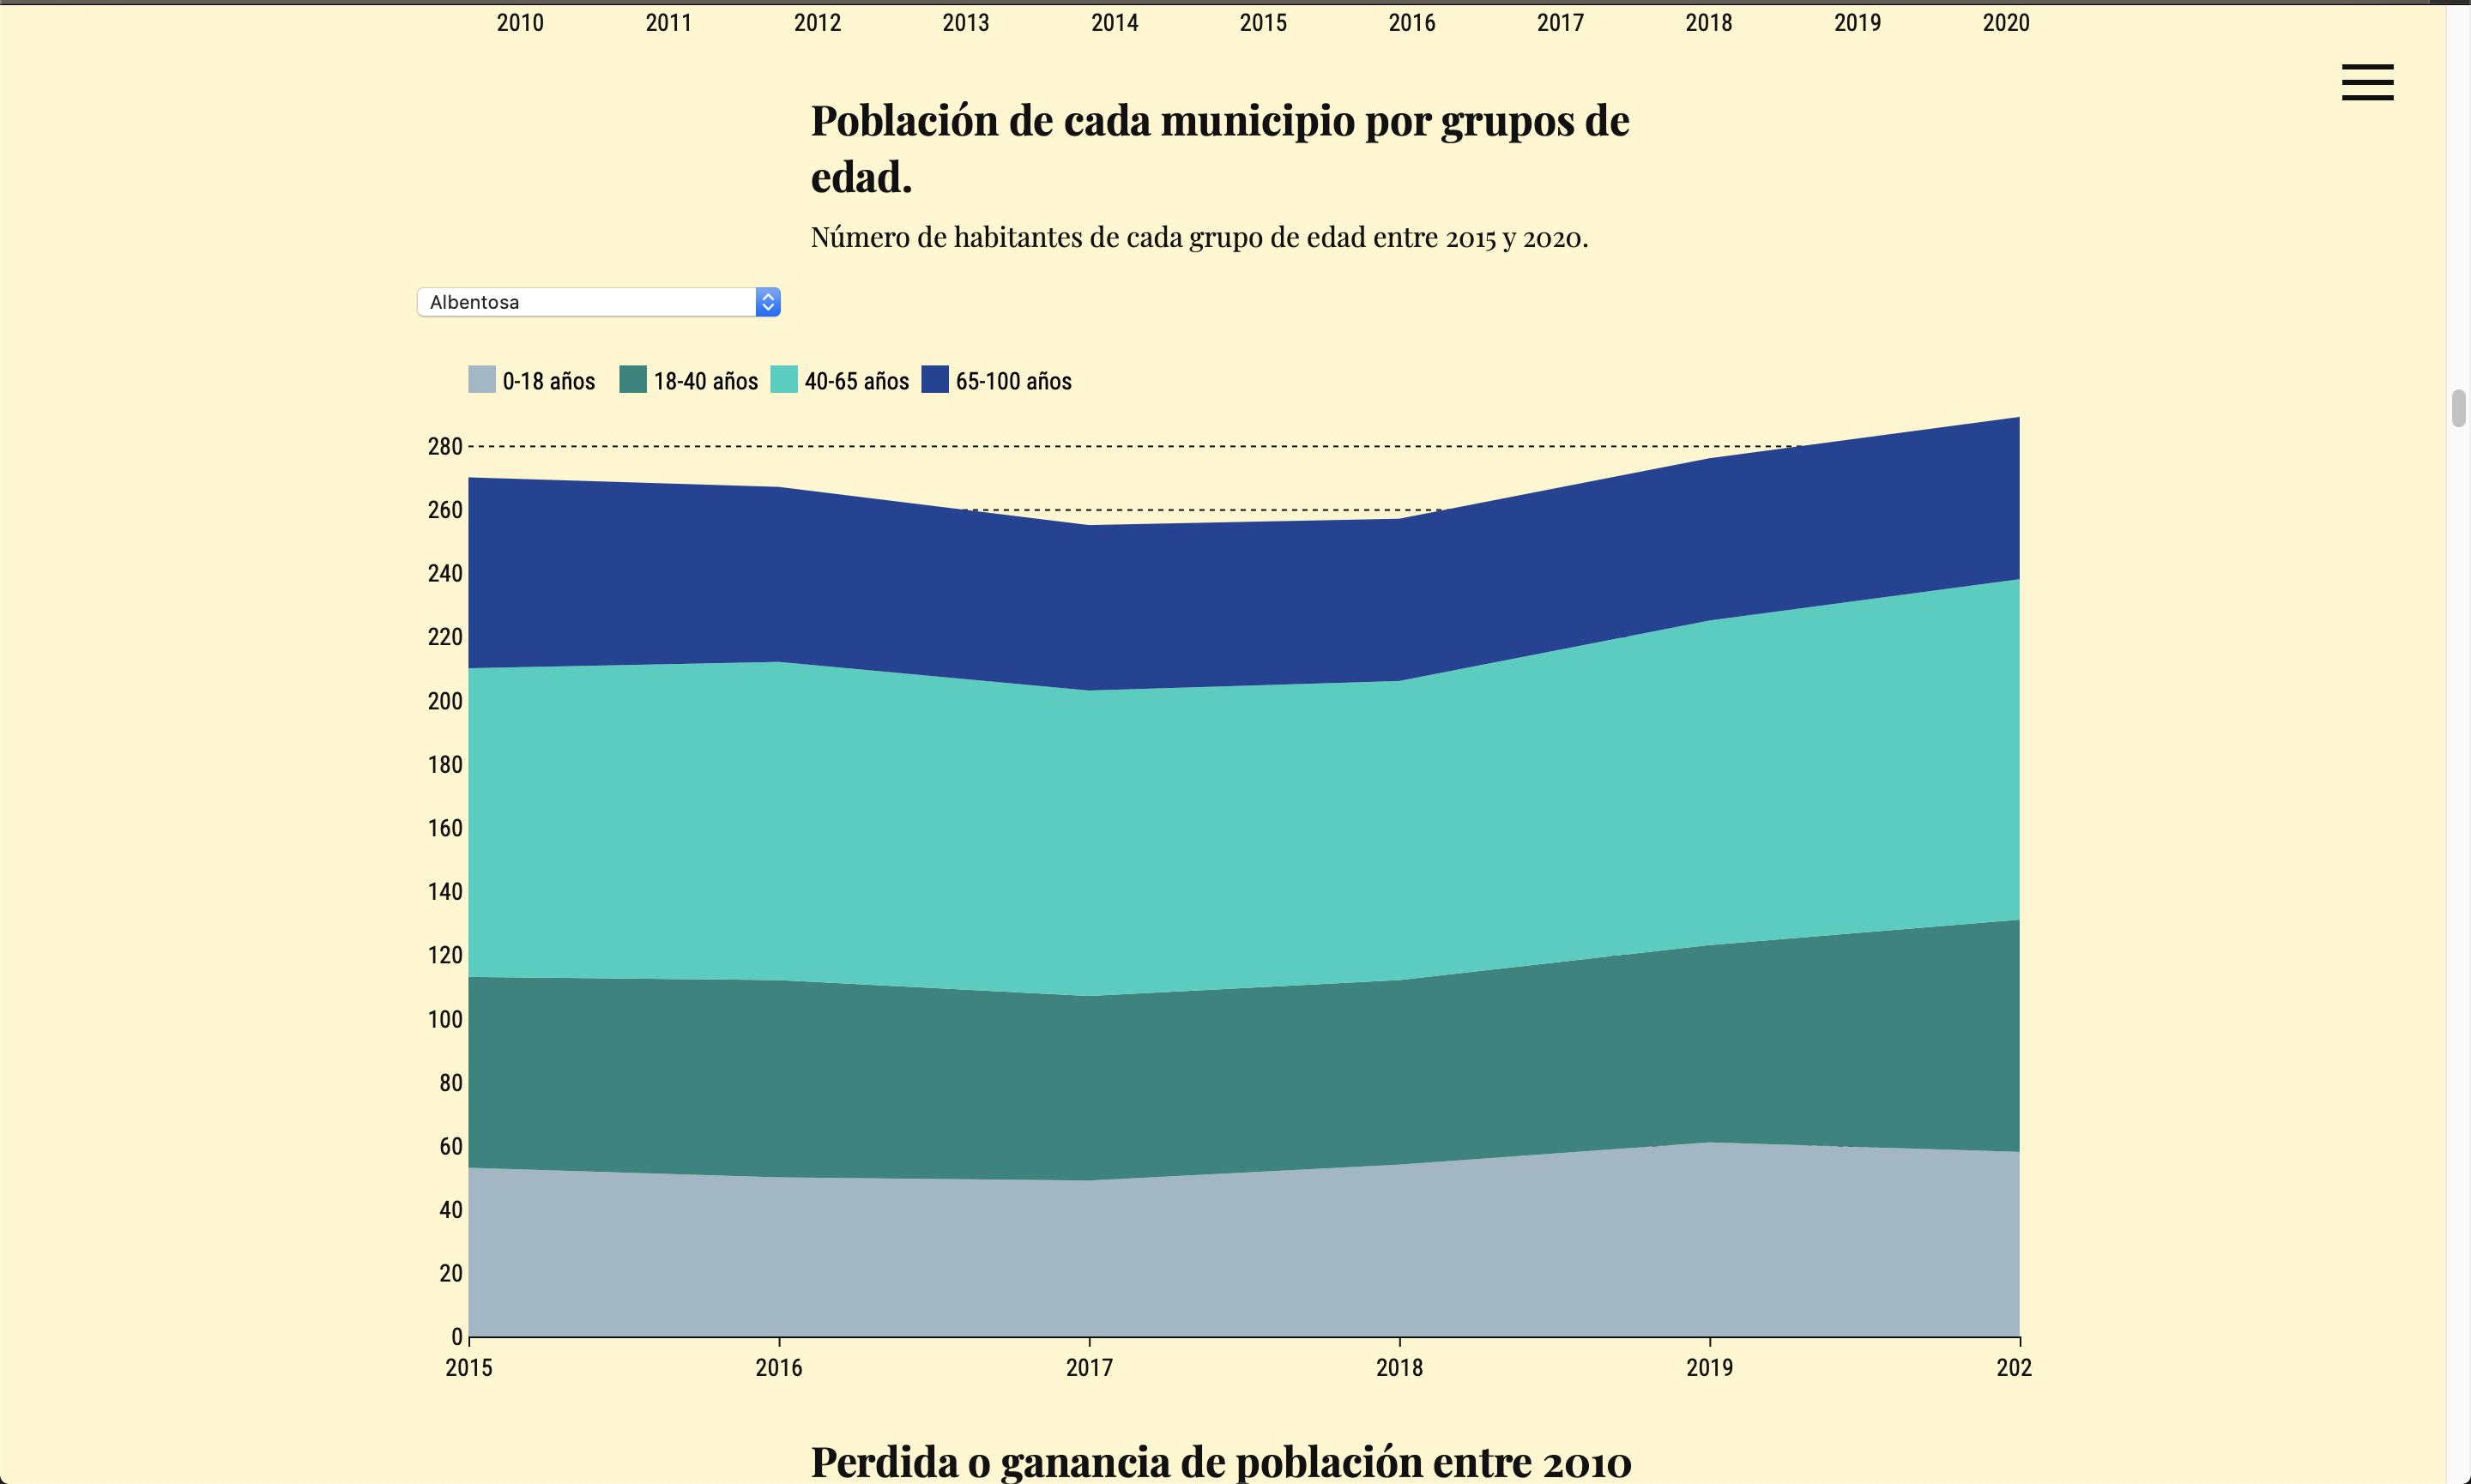 2010 2011 2012 2013 2014 2015 2016 2017 2018 2019 2020
Población de cada municipio por grupos de
edad.
Número de habitantes de cada grupo de edad entre 2015 y 2020.
Albentosa
0-18 años 18-40 años 40-65 años 65-100 años
280
260
240
220
200
180
160
140
120
100
80
60
40
20
0
2015 2016 2017 2018 2019 202
Perdida o ganancia de población entre 2010